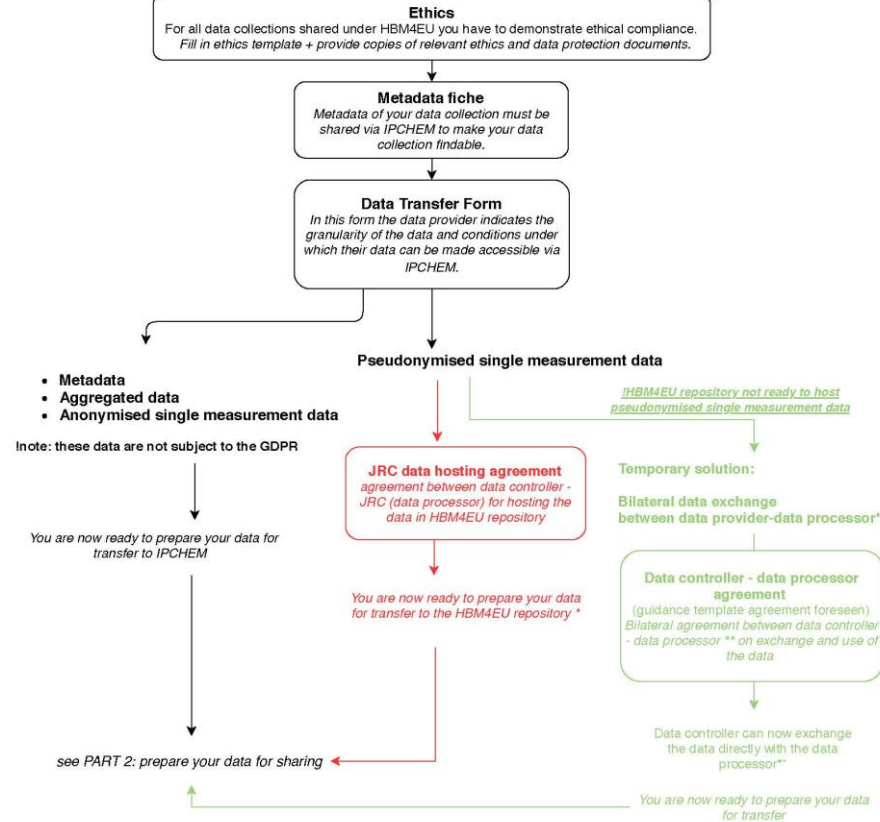 Ethics
For all data collections shared under HBM4EU you have to demonstrate ethical compliance.
Fill in ethics template + provide copies of relevant ethics and data protection documents.
Metadata fiche
Metadata of your data collection must be
shared via IPCHEM to make your data
collection findable.
Data Transfer Form
In this form the data provider indicates the
granularity of the data and conditions under
which their data can be made accessible via
IPCHEM.
• Metadata
• Aggregated data
• Anonymised single measurement data
!note: these data are not subject to the GDPR
You are now ready to prepare your data for
transfer to IPCHEM
Pseudonymised single measurement data
JRC data hosting agreement
agreement between data controller -
JRC (data processor) for hosting the
data in HBM4EU repository
You are now ready to prepare your data
for transfer to the HBM4EU repository *
!HBM4EU repository not ready to host
pseudonymised single measurement data
Temporary solution:
Bilateral data exchange
between data provider-data processor*
Data controller - data processor
agreement
(guidance template agreement foreseen)
Bilateral agreement between data controller
- data processor ** on exchange and use of
the data
Data controller can now exchange
the data directly with the data
processor**
You are now ready to prepare your data
for transfer
see PART 2: prepare your data for sharing